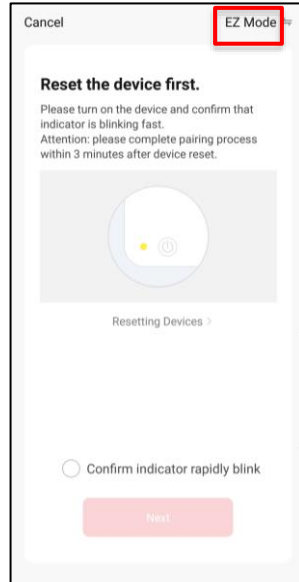 Cancel
EZ Mode
Reset the device first.
Please turn on the device and confirm that
indicator is blinking fast.
Attention: please complete pairing process
within 3 minutes after device reset.
Resetting Devices
Confirm indicator rapidly blink
Next